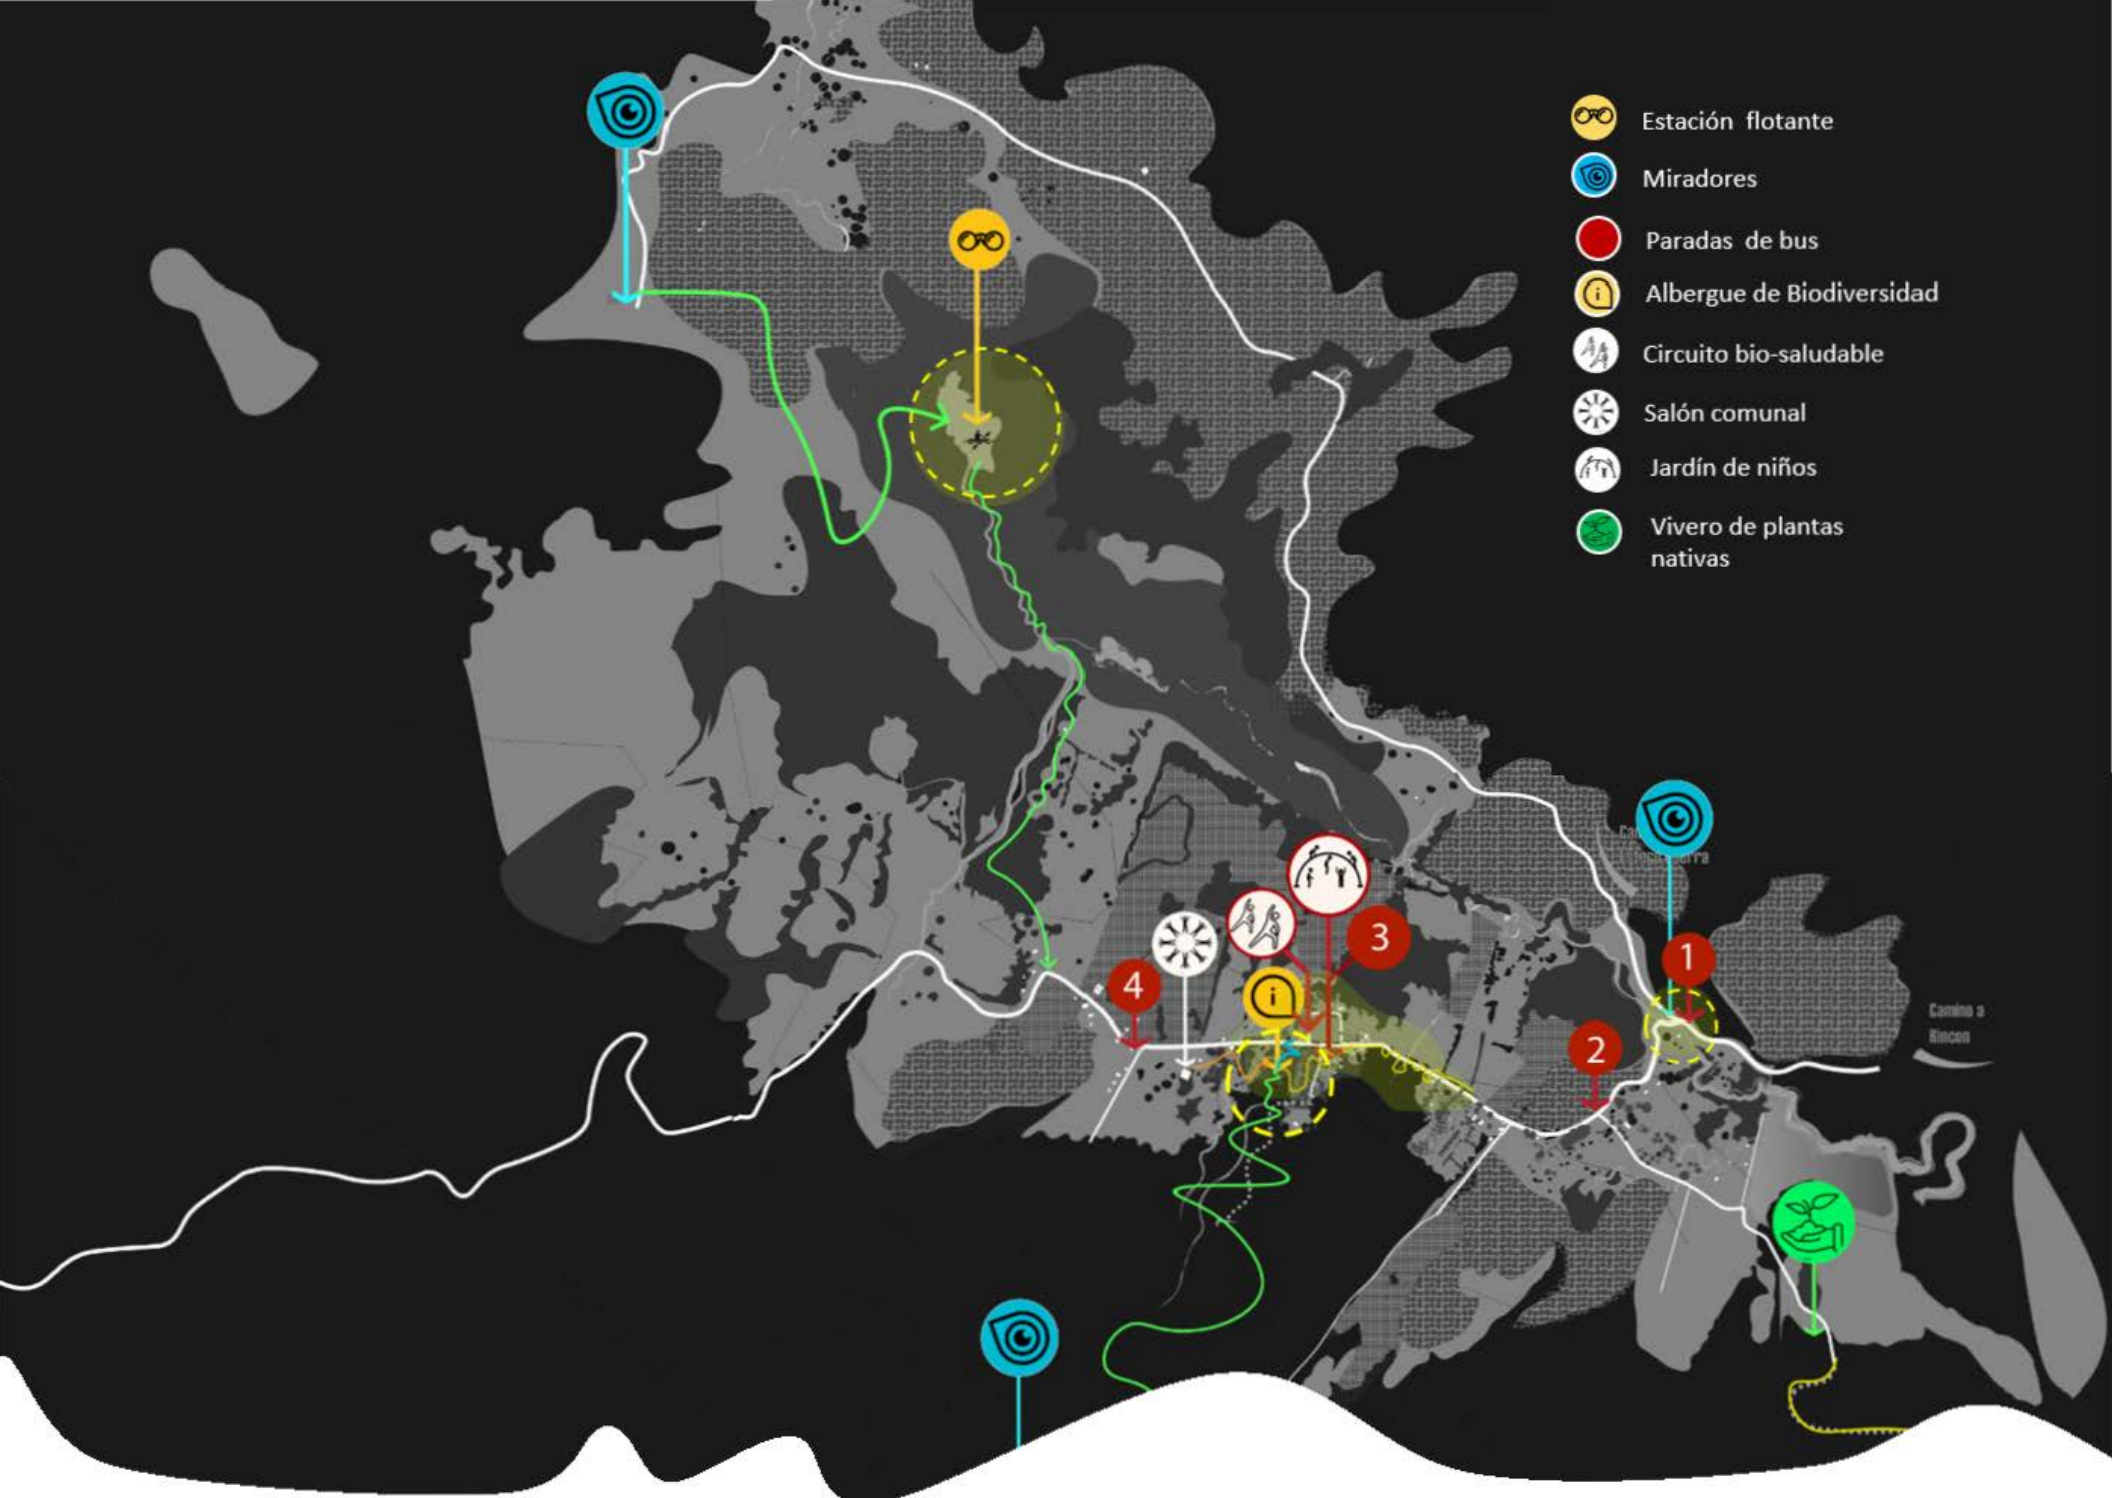 Estación flotante
Miradores
Paradas de bus
Albergue de Biodiversidad
Circuito bio-saludable
Salón comunal
Jardín de niños
Vivero de plantas
nativas
3
1
4
i
2
Camino a
Rincon